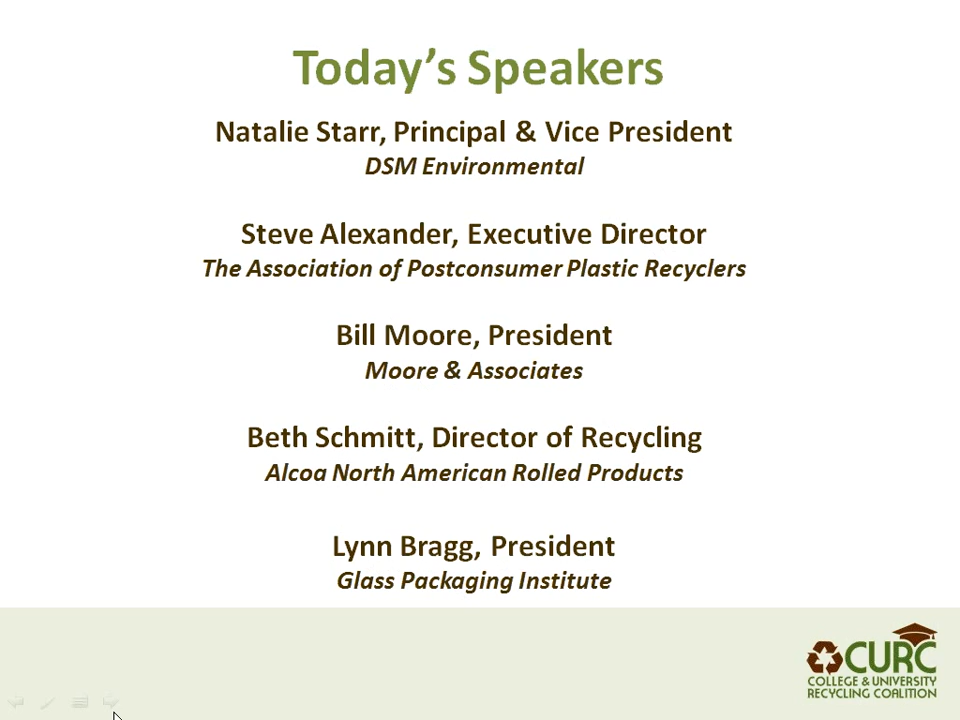 Today's Speakers
Natalie Starr, Principal & Vice President
DSM Environmental
Steve Alexander, Executive Director
The Association of Postconsumer Plastic Recyclers
Bill Moore, President
Moore & Associates
Beth Schmitt, Director of Recycling
Alcoa North American Rolled Products
Lynn Bragg, President
Glass Packaging Institute
CURC
COLLEGE & UNIVERSITY
RECYCLING COALITION